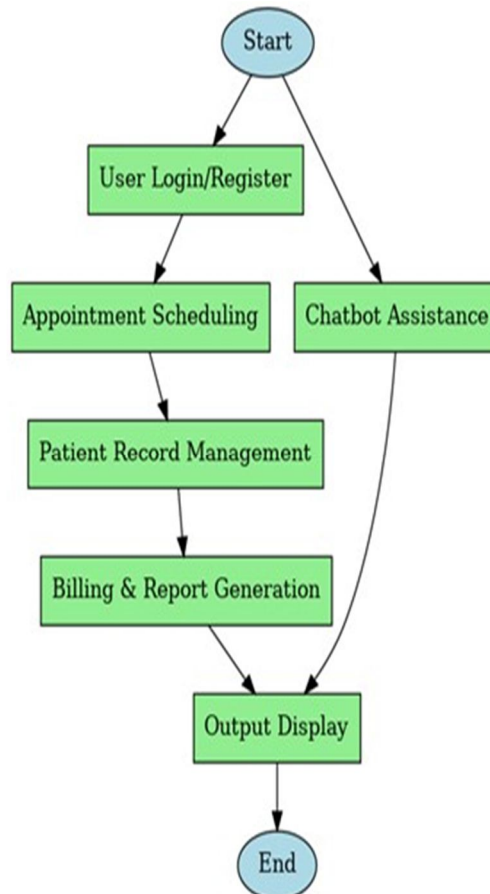 Start
User Login/Register
Appointment Scheduling
Chatbot Assistance
Patient Record Management
Billing & Report Generation
Output Display
End